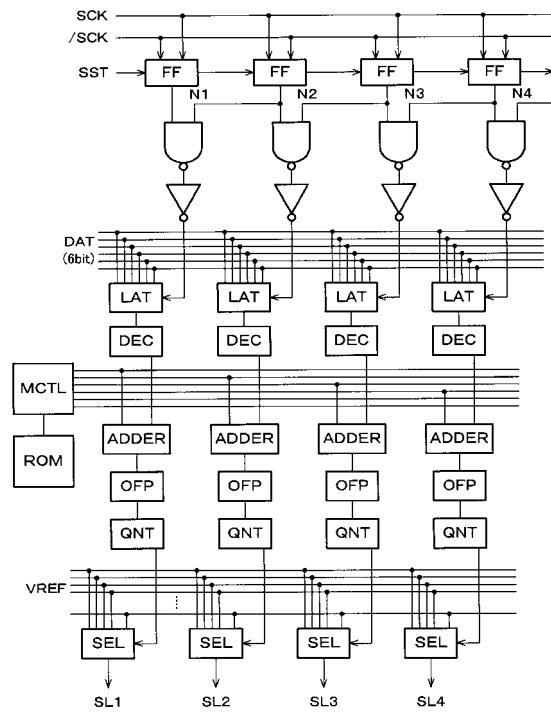 SCK
/SCK
SST FF FF FF FF
N1 N2 N3 N4
DAT
(6bit)
LAT LAT LAT LAT
DEC DEC DEC DEC
MCTL
ADDER ADDER ADDER ADDER
ROM
OFP OFP OFP OFP
QNT QNT QNT QNT
VREF
SEL SEL SEL SEL
SL1 SL2 SL3 SL4